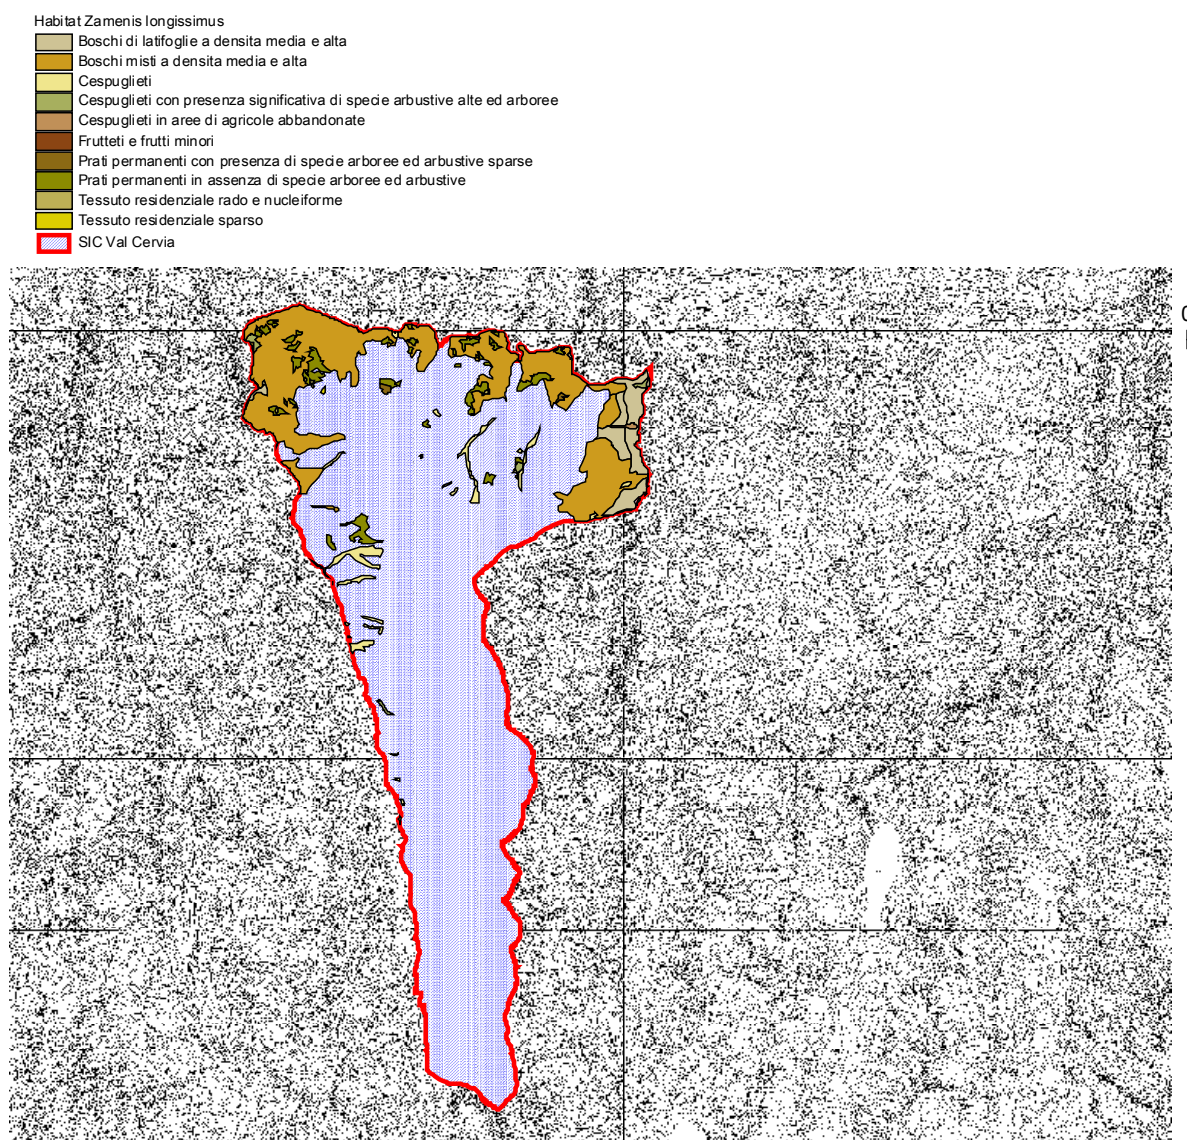 Habitat Zamenis longissimus
Boschi di latifoglie a densita media e alta
Boschi misti a densita media e alta
Cespuglieti
Cespuglieti con presenza significativa di specie arbustive alte ed arboree
Cespuglieti in aree di agricole abbandonate
Frutteti e frutti minori
Prati permanenti con presenza di specie arboree ed arbustive sparse
Prati permanenti in assenza di specie arboree ed arbustive
Tessuto residenziale rado e nucleiforme
Tessuto residenziale sparso
SIC Val Cervia